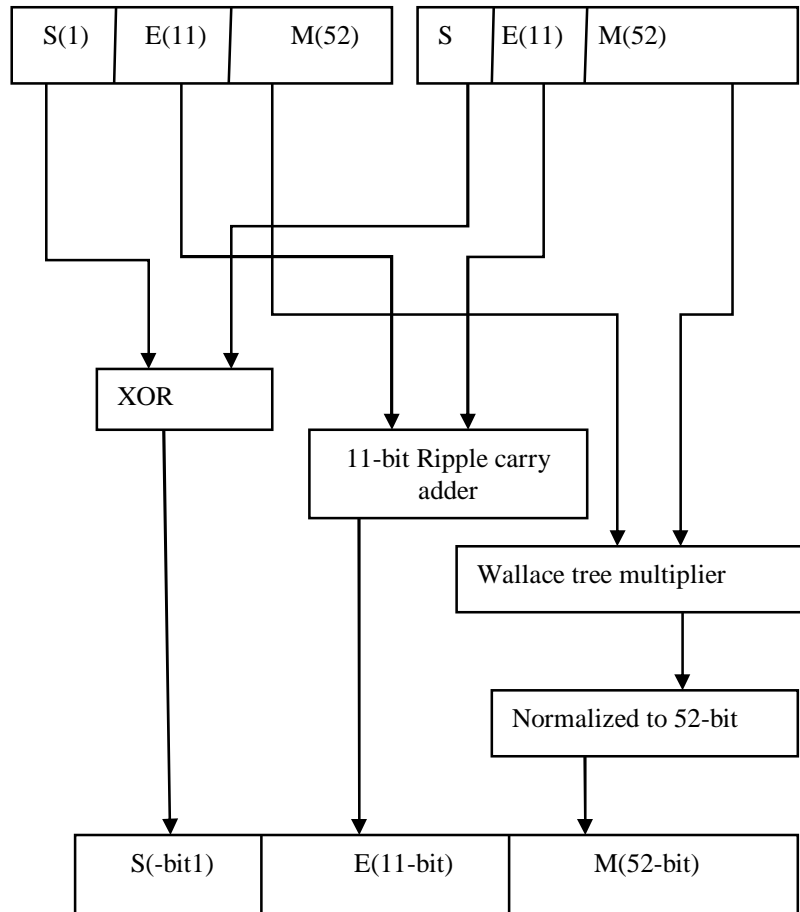 S(1) E(11) M(52) S E(11) M(52)
XOR
11-bit Ripple carry
adder
Wallace tree multiplier
Normalized to 52-bit
S(-bit1) E(11-bit) M(52-bit)